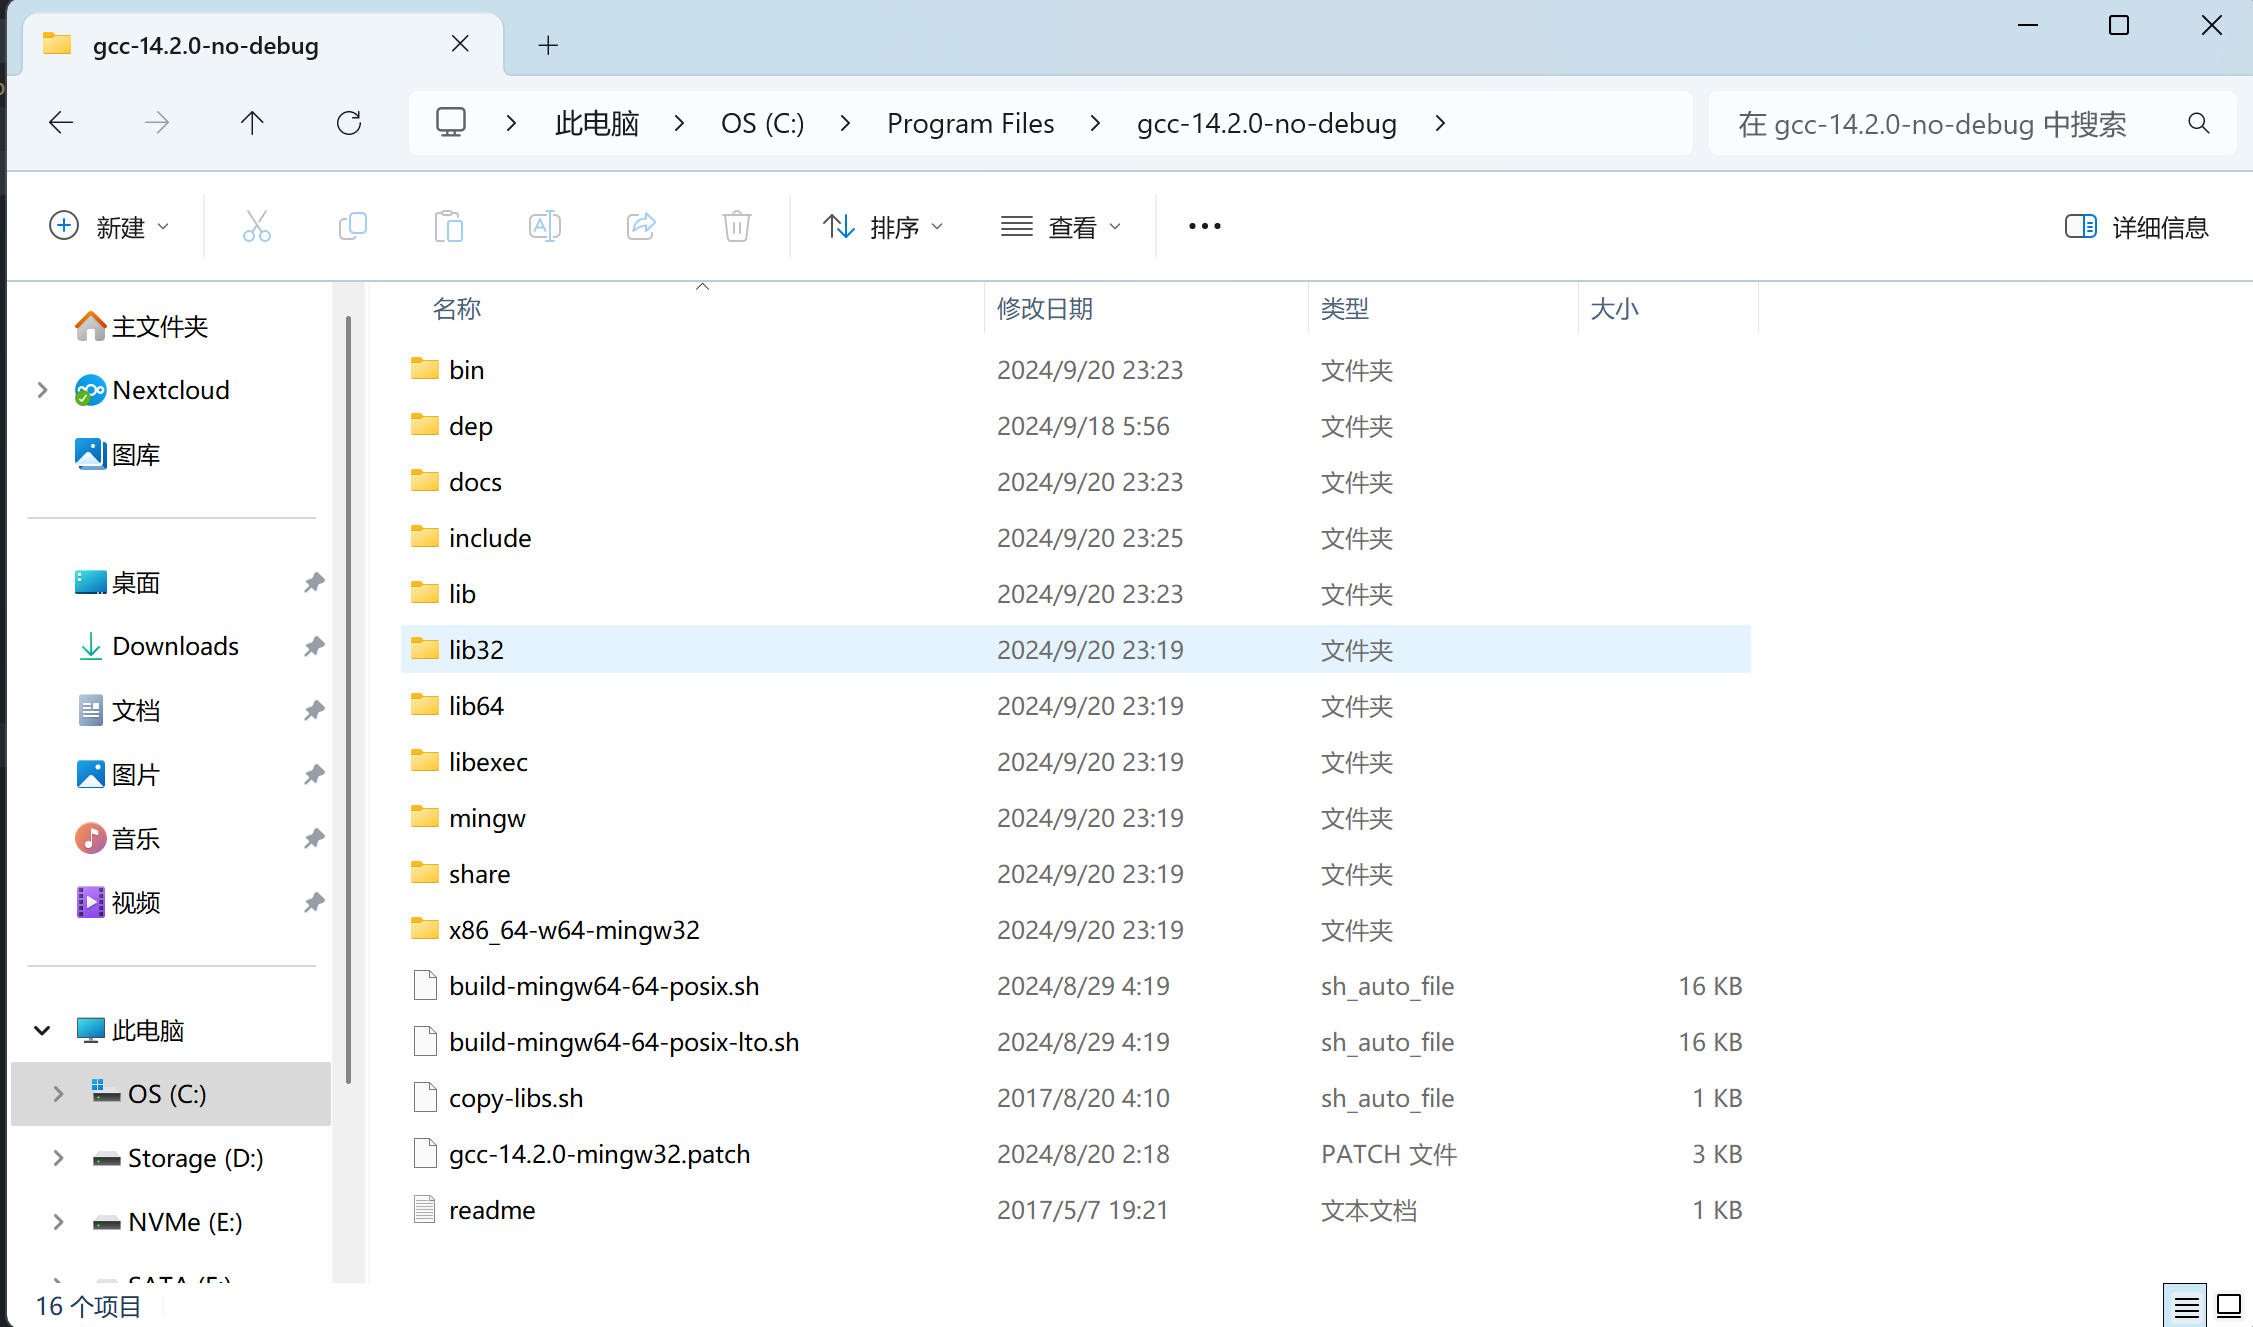 gcc-14.2.0-no-debug
此电脑 OS (C:) Program Files gcc-14.2.0-no-debug
在 gcc-14.2.0-no-debug 中搜索
新建 排序 查看 详细信息
主文件夹
Nextcloud
图库
桌面
Downloads
文档
图片
音乐
视频
此电脑
OS (C:)
Storage (D:)
NVMe (E:)
名称 修改日期 类型 大小
bin 2024/9/20 23:23 文件夹
dep 2024/9/18 5:56 文件夹
docs 2024/9/20 23:23 文件夹
include 2024/9/20 23:25 文件夹
lib 2024/9/20 23:23 文件夹
lib32 2024/9/20 23:19 文件夹
lib64 2024/9/20 23:19 文件夹
libexec 2024/9/20 23:19 文件夹
mingw 2024/9/20 23:19 文件夹
share 2024/9/20 23:19 文件夹
x86_64-w64-mingw32 2024/9/20 23:19 文件夹
build-mingw64-64-posix.sh 2024/8/29 4:19 sh_auto_file 16 KB
build-mingw64-64-posix-lto.sh 2024/8/29 4:19 sh_auto_file 16 KB
copy-libs.sh 2017/8/20 4:10 sh_auto_file 1 KB
gcc-14.2.0-mingw32.patch 2024/8/20 2:18 PATCH 文件 3 KB
readme 2017/5/7 19:21 文本文档 1 KB
16 个项目